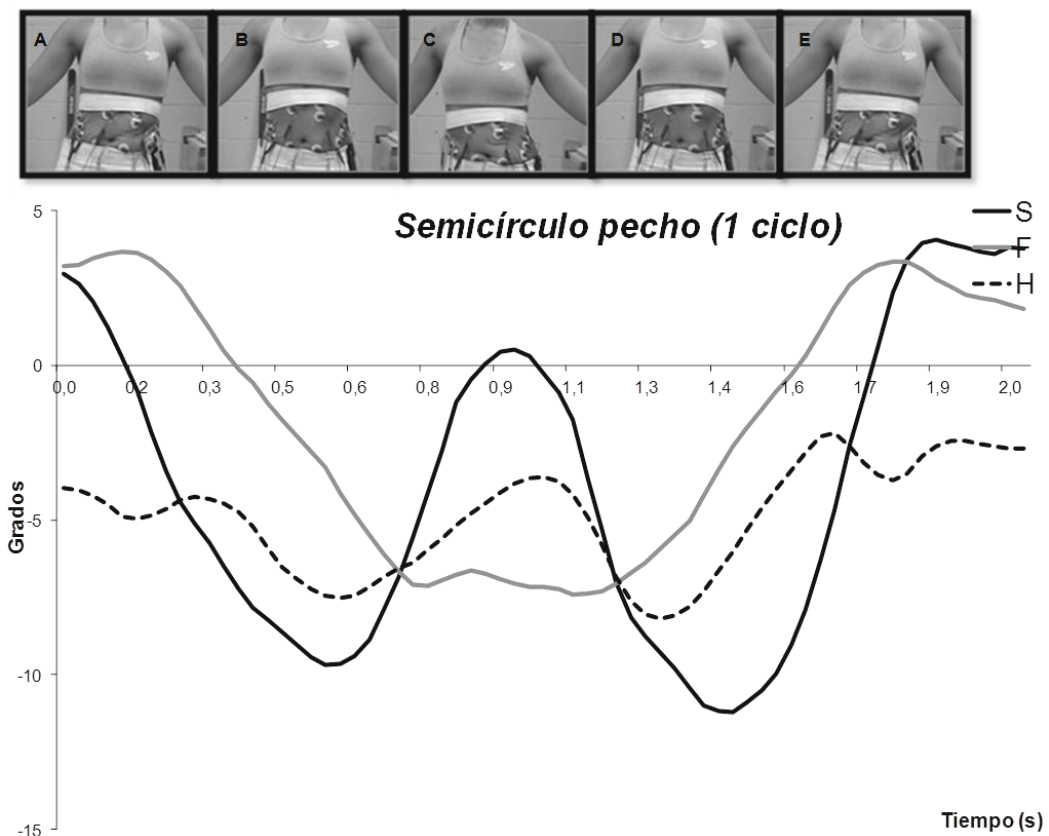 A B C D E
5
Semicírculo pecho (1 ciclo)
S
F
H
0
0,0 0,2 0,3 0,5 0,6 0,8 0,9 1,1 1,3 1,4 1,6 1,7 1,9 2,0
-5
Grados
-10
-15
Tiempo (s)